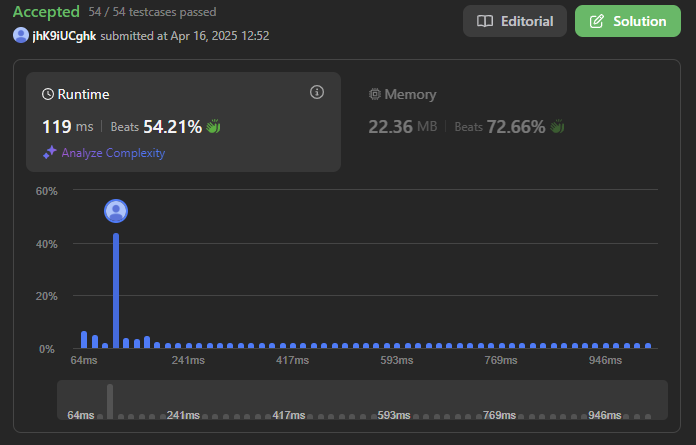 Accepted 54 / 54 testcases passed
jhK9iUCghk submitted at Apr 16, 2025 12:52
Editorial
Solution
Runtime
119 ms | Beats 54.21%
Analyze Complexity
Memory
22.36 MB | Beats 72.66%
60%
40%
20%
0%
64ms 241ms 417ms 593ms 769ms 946ms
64ms 241ms 417ms 593ms 769ms 946ms